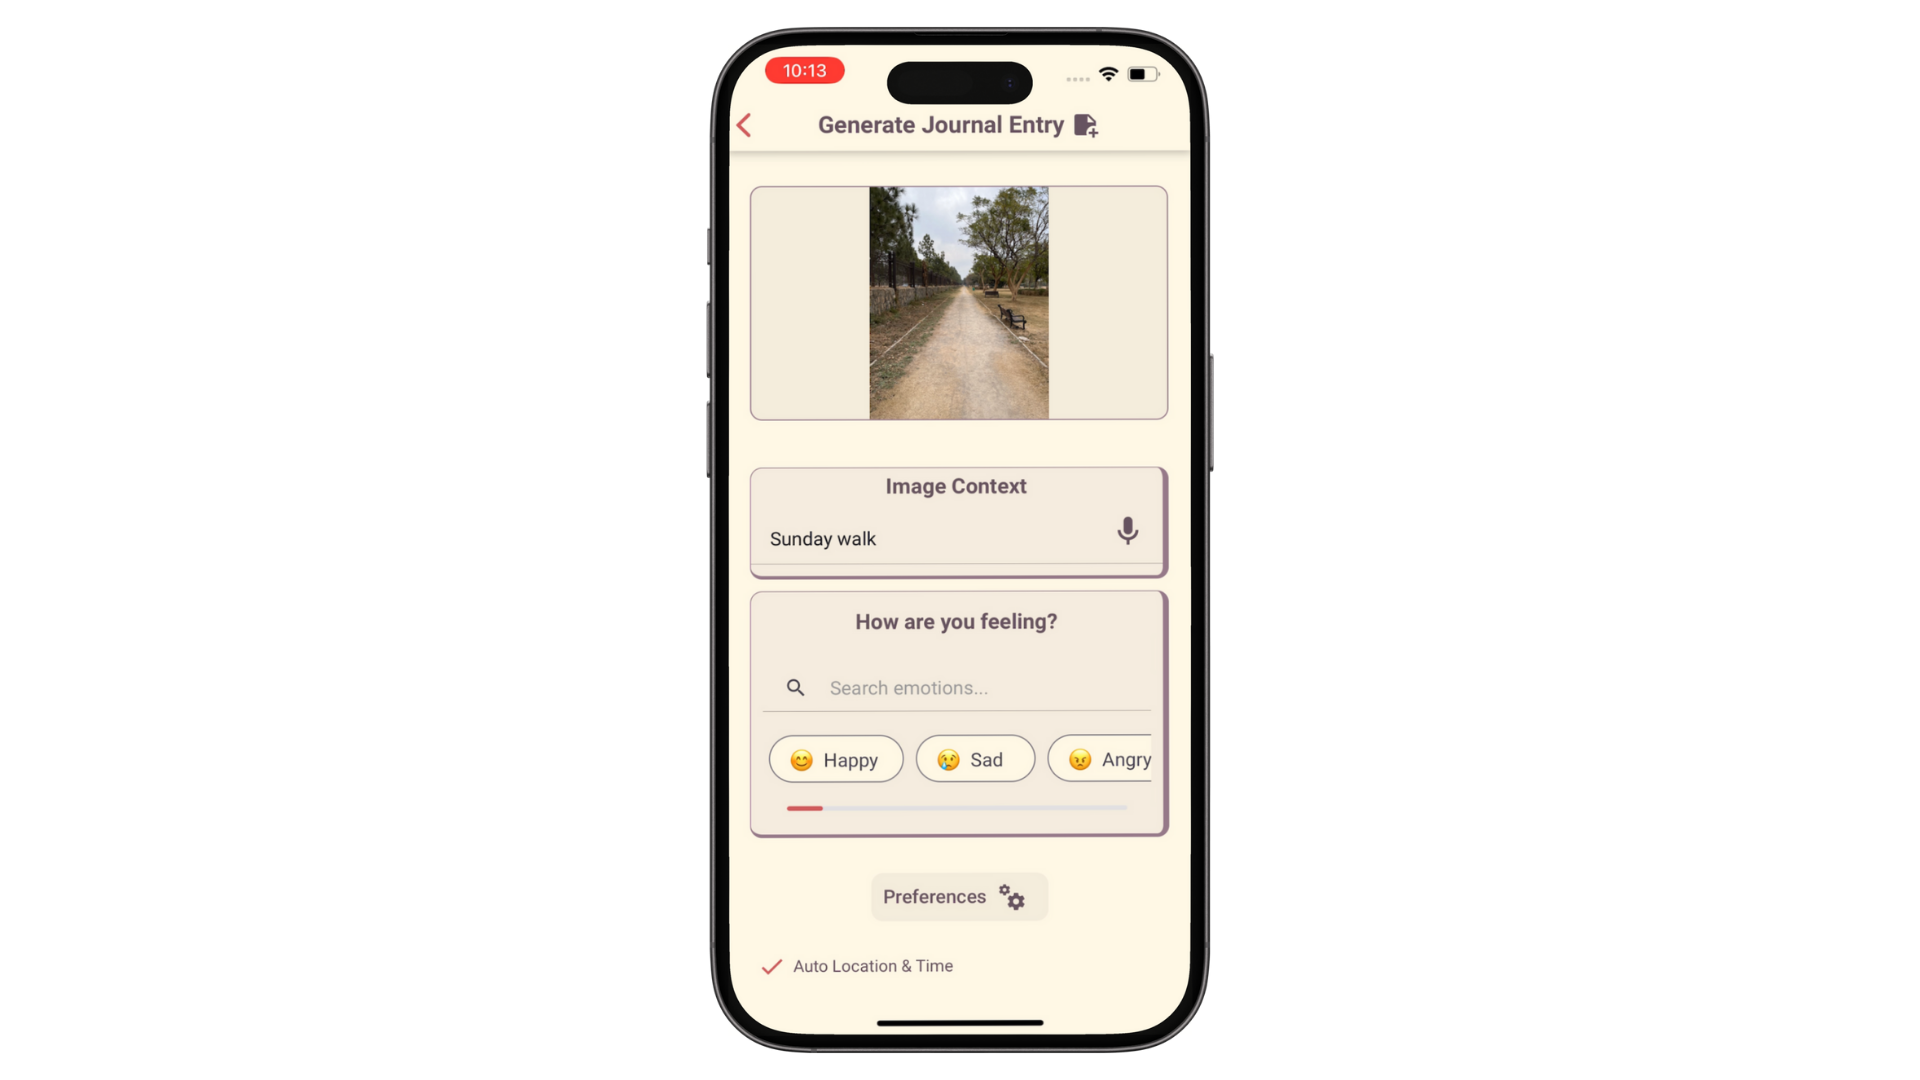 10:13
Generate Journal Entry
Image Context
Sunday walk
How are you feeling?
Search emotions...
😊 Happy 😢 Sad 😠 Angry
Preferences
Auto Location & Time